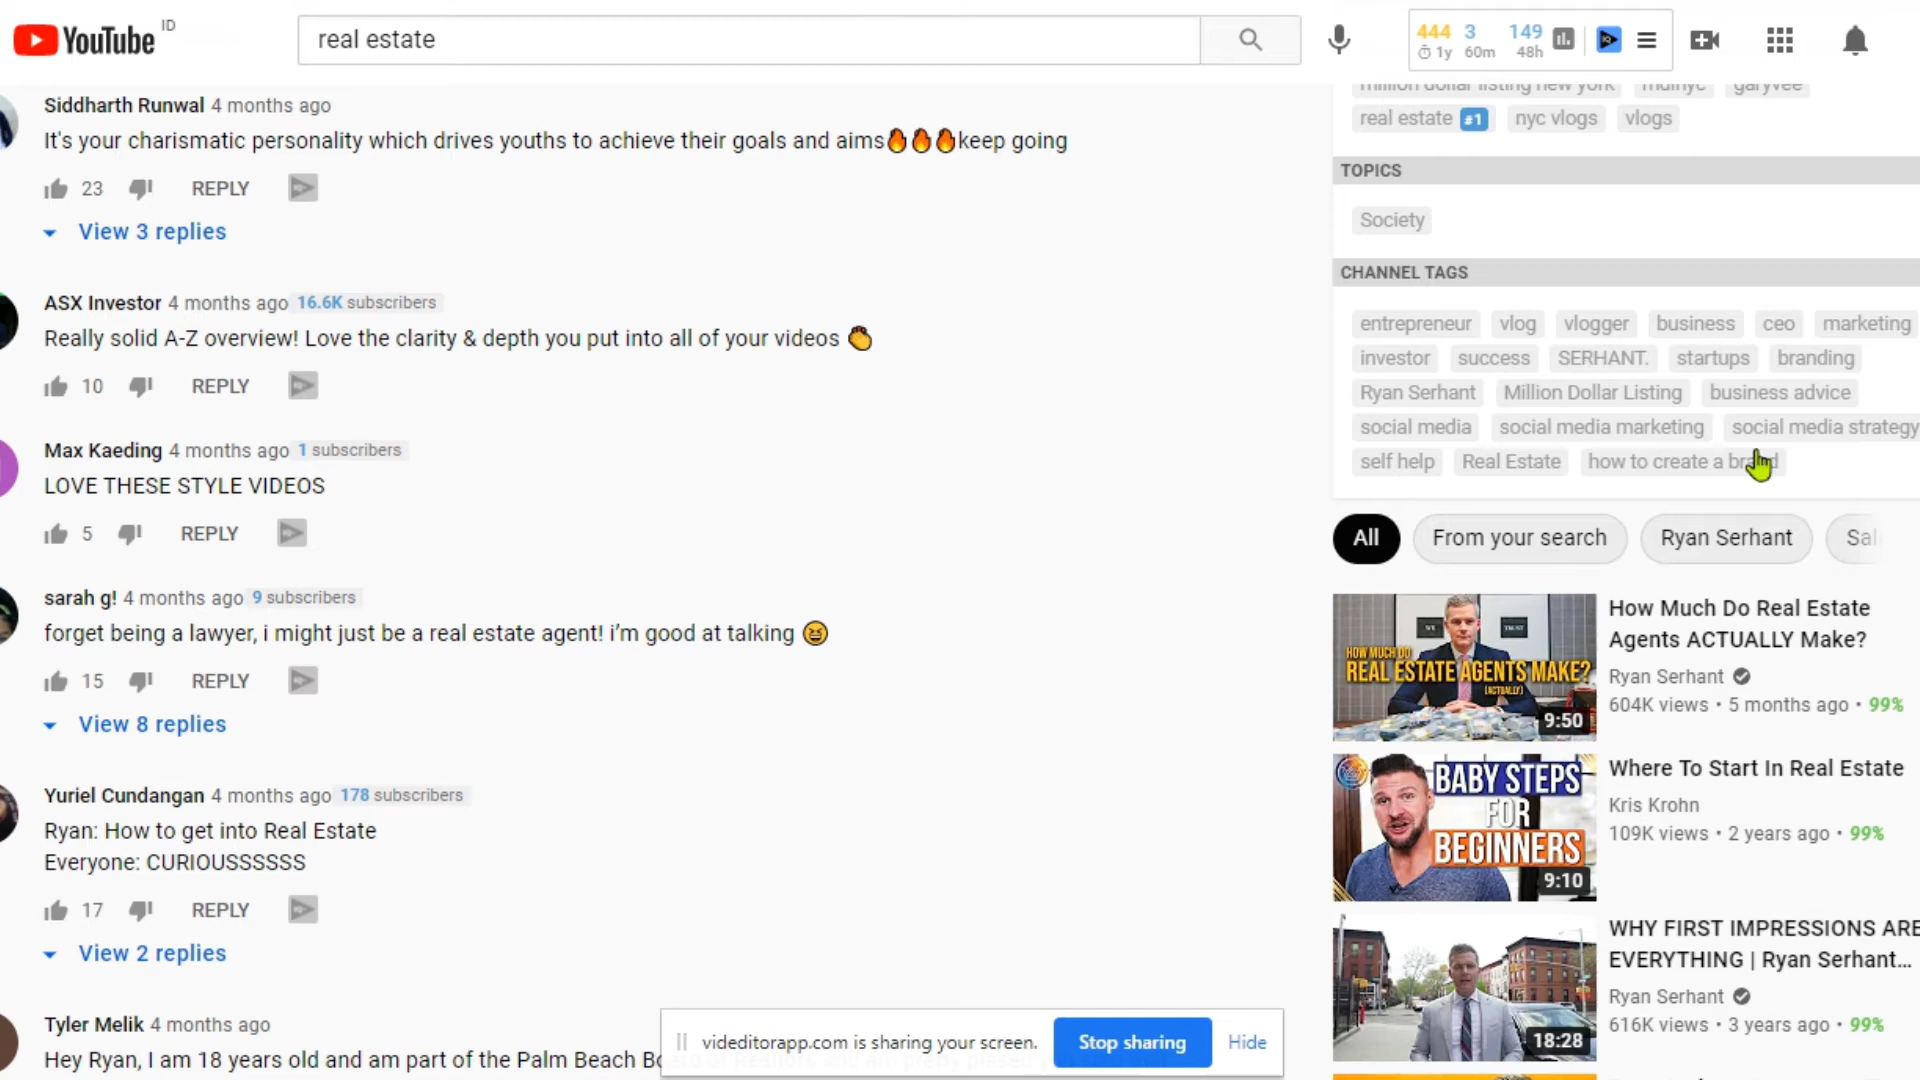 YouTube ID
real estate
444 3 149
1y 60m 48h
Siddharth Runwal 4 months ago
It's your charismatic personality which drives youths to achieve their goals and aims🔥🔥🔥keep going
23 REPLY
View 3 replies
ASX Investor 4 months ago 16.6K subscribers
Really solid A-Z overview! Love the clarity & depth you put into all of your videos 👏
10 REPLY
Max Kaeding 4 months ago 1 subscribers
LOVE THESE STYLE VIDEOS
5 REPLY
sarah g! 4 months ago 9 subscribers
forget being a lawyer, i might just be a real estate agent! i'm good at talking 😆
15 REPLY
View 8 replies
Yuriel Cundangan 4 months ago 178 subscribers
Ryan: How to get into Real Estate
Everyone: CURIOUSSSSSS
17 REPLY
View 2 replies
Tyler Melik 4 months ago
Hey Ryan, I am 18 years old and am part of the Palm Beach
videditorapp.com is sharing your screen. Stop sharing Hide
million dollar listing new york mdlnyc garyvee
real estate #1 nyc vlogs vlogs
TOPICS
Society
CHANNEL TAGS
entrepreneur vlog vlogger business ceo marketing
investor success SERHANT. startups branding
Ryan Serhant Million Dollar Listing business advice
social media social media marketing social media strategy
self help Real Estate how to create a brand
All From your search Ryan Serhant
HOW MUCH DO
REAL ESTATE AGENTS MAKE?
(ACTUALLY)
9:50
How Much Do Real Estate
Agents ACTUALLY Make?
Ryan Serhant
604K views • 5 months ago • 99%
BABY STEPS
FOR
BEGINNERS
9:10
Where To Start In Real Estate
Kris Krohn
109K views • 2 years ago • 99%
18:28
WHY FIRST IMPRESSIONS ARE
EVERYTHING | Ryan Serhant...
Ryan Serhant
616K views • 3 years ago • 99%